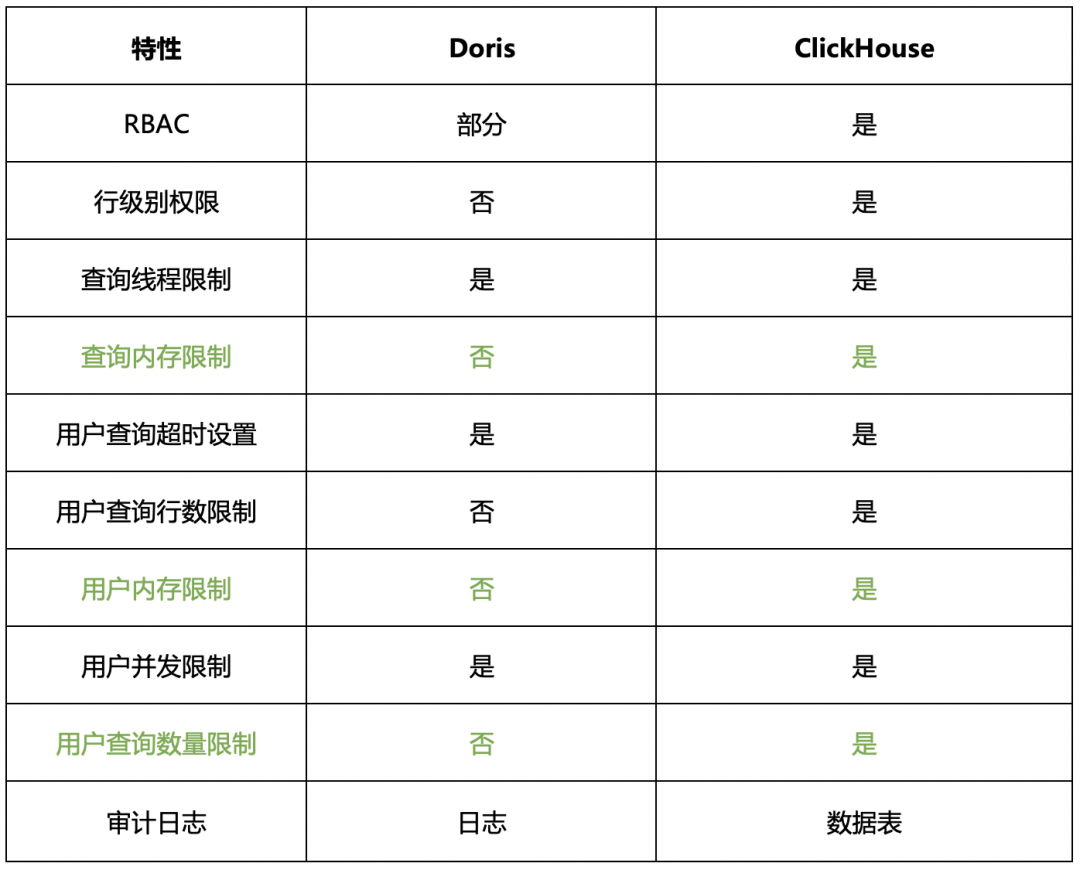 特性 Doris ClickHouse
RBAC 部分 是
行级别权限 否 是
查询线程限制 是 是
查询内存限制 否 是
用户查询超时设置 是 是
用户查询行数限制 否 是
用户内存限制 否 是
用户并发限制 是 是
用户查询数量限制 否 是
审计日志 日志 数据表